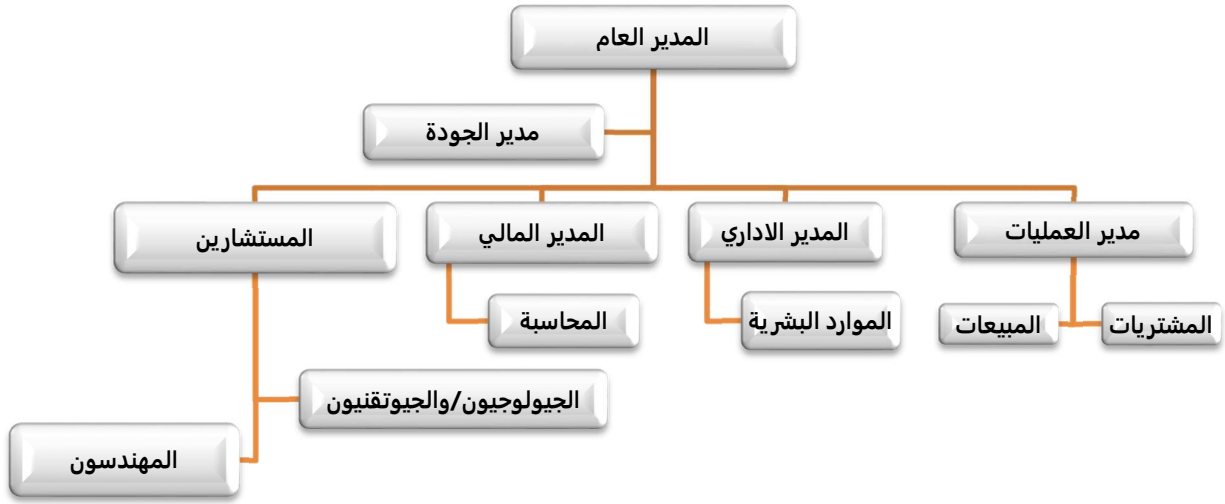 المدير العام
مدير الجودة
مدير العمليات
المدير الاداري
المدير المالي
المستشارين
المشتريات
المبيعات
الموارد البشرية
المحاسبة
الجيولوجيون/والجيوتقنيون
المهندسون